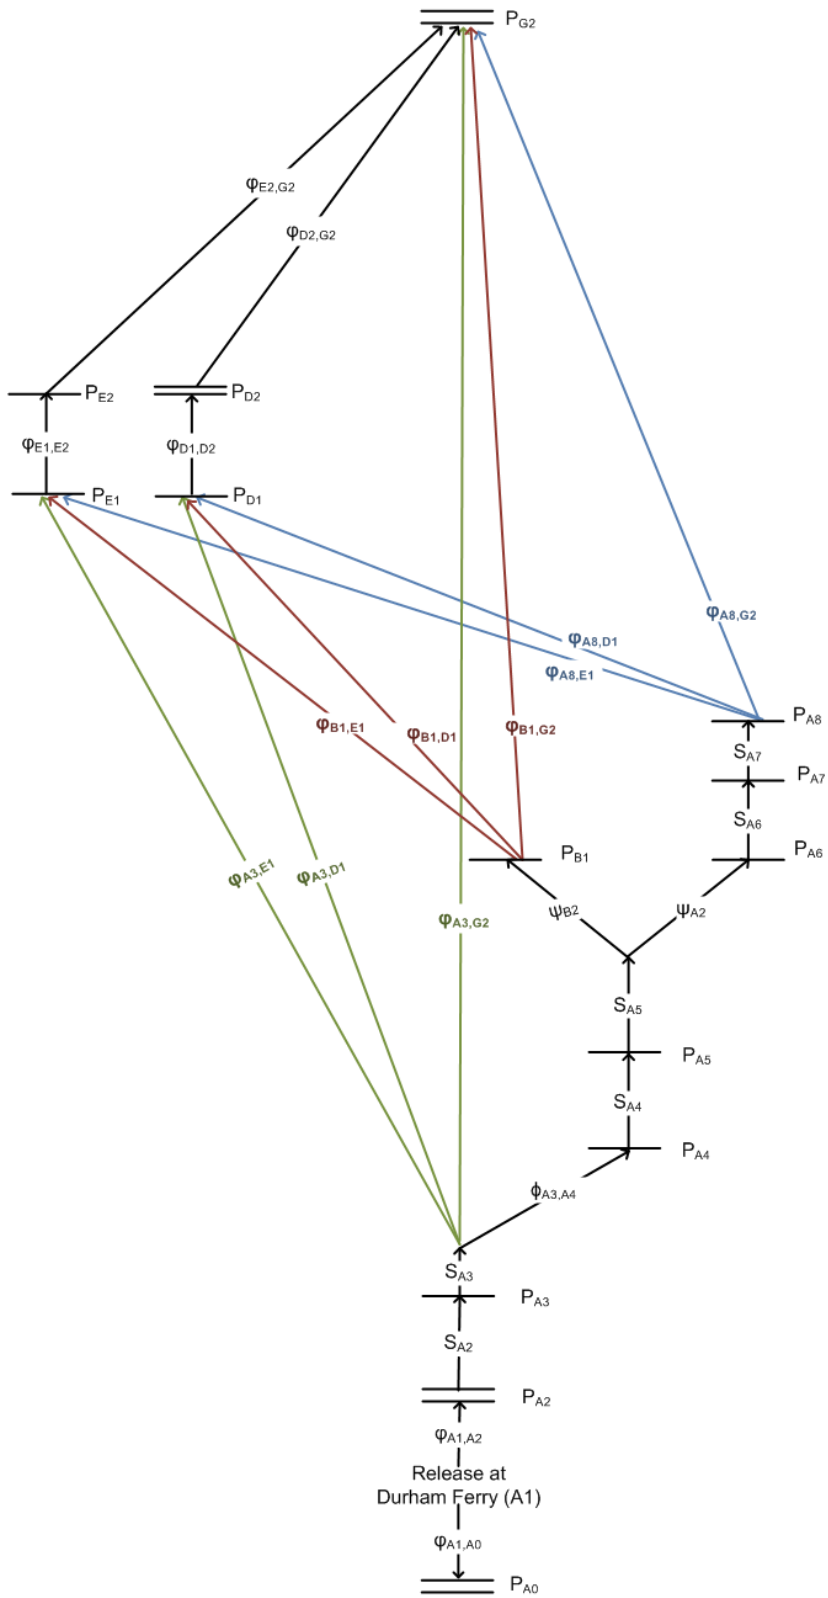 P_G2
φ_E2,G2
φ_D2,G2
P_E2
P_D2
φ_E1,E2
φ_D1,D2
P_E1
P_D1
φ_A8,G2
φ_A8,D1
φ_A8,E1
P_A8
φ_B1,E1
φ_B1,D1
φ_B1,G2
S_A7
P_A7
S_A6
P_B1
P_A6
φ_A3,E1
φ_A3,D1
φ_A3,G2
ψ_B2
ψ_A2
S_A5
P_A5
S_A4
P_A4
ϕ_A3,A4
S_A3
P_A3
S_A2
P_A2
φ_A1,A2
Release at
Durham Ferry (A1)
φ_A1,A0
P_A0